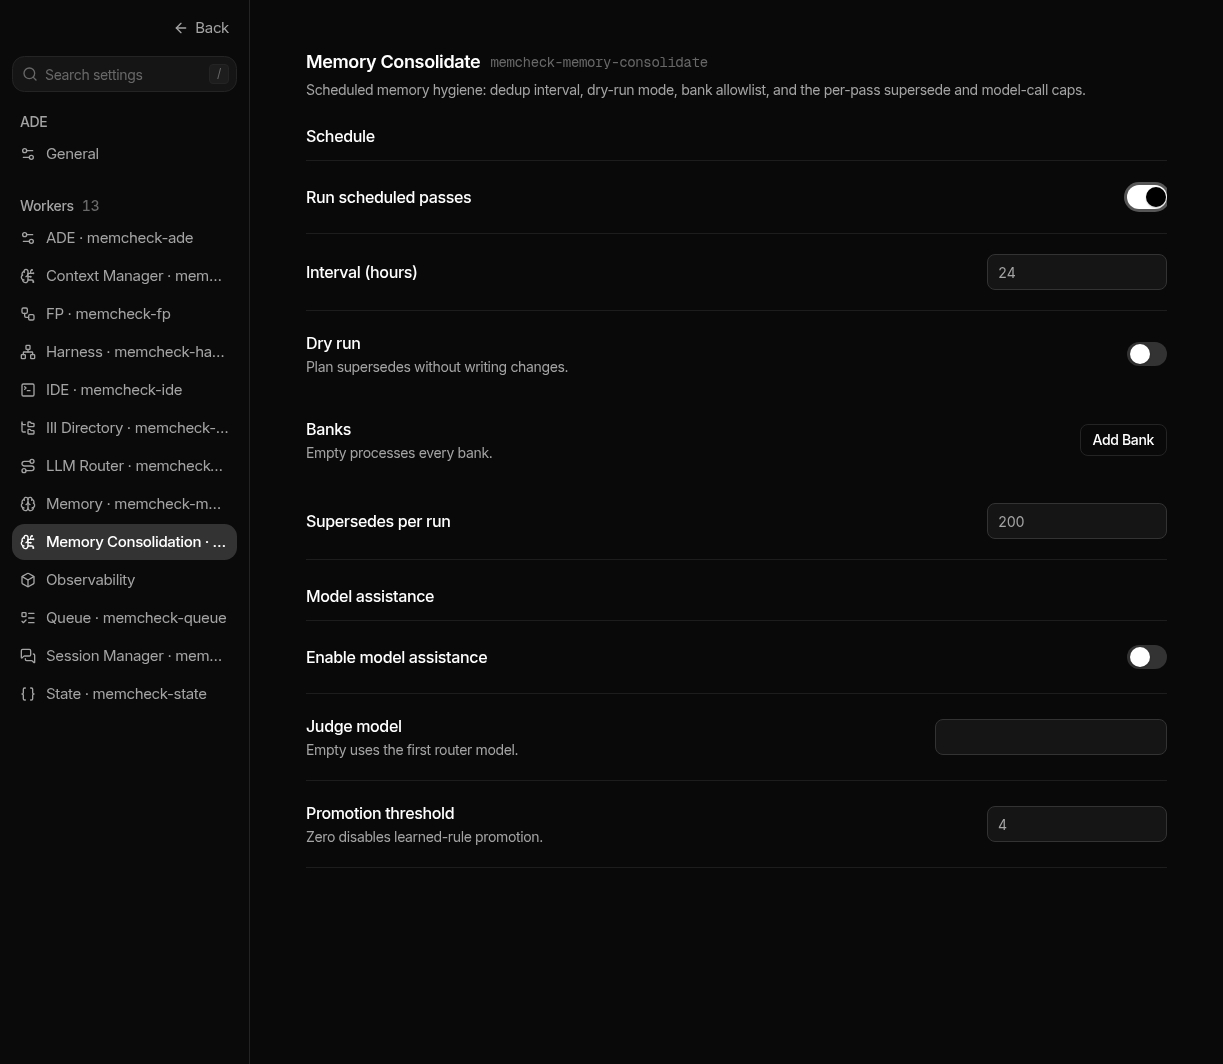 Back
Search settings /
ADE
General
Workers 13
ADE · memcheck-ade
Context Manager · mem...
FP · memcheck-fp
Harness · memcheck-ha...
IDE · memcheck-ide
III Directory · memcheck-...
LLM Router · memcheck...
Memory · memcheck-m...
Memory Consolidation · ...
Observability
Queue · memcheck-queue
Session Manager · mem...
State · memcheck-state
Memory Consolidate memcheck-memory-consolidate
Scheduled memory hygiene: dedup interval, dry-run mode, bank allowlist, and the per-pass supersede and model-call caps.
Schedule
Run scheduled passes
Interval (hours) 24
Dry run
Plan supersedes without writing changes.
Banks
Empty processes every bank.
Add Bank
Supersedes per run 200
Model assistance
Enable model assistance
Judge model
Empty uses the first router model.
Promotion threshold
Zero disables learned-rule promotion.
4